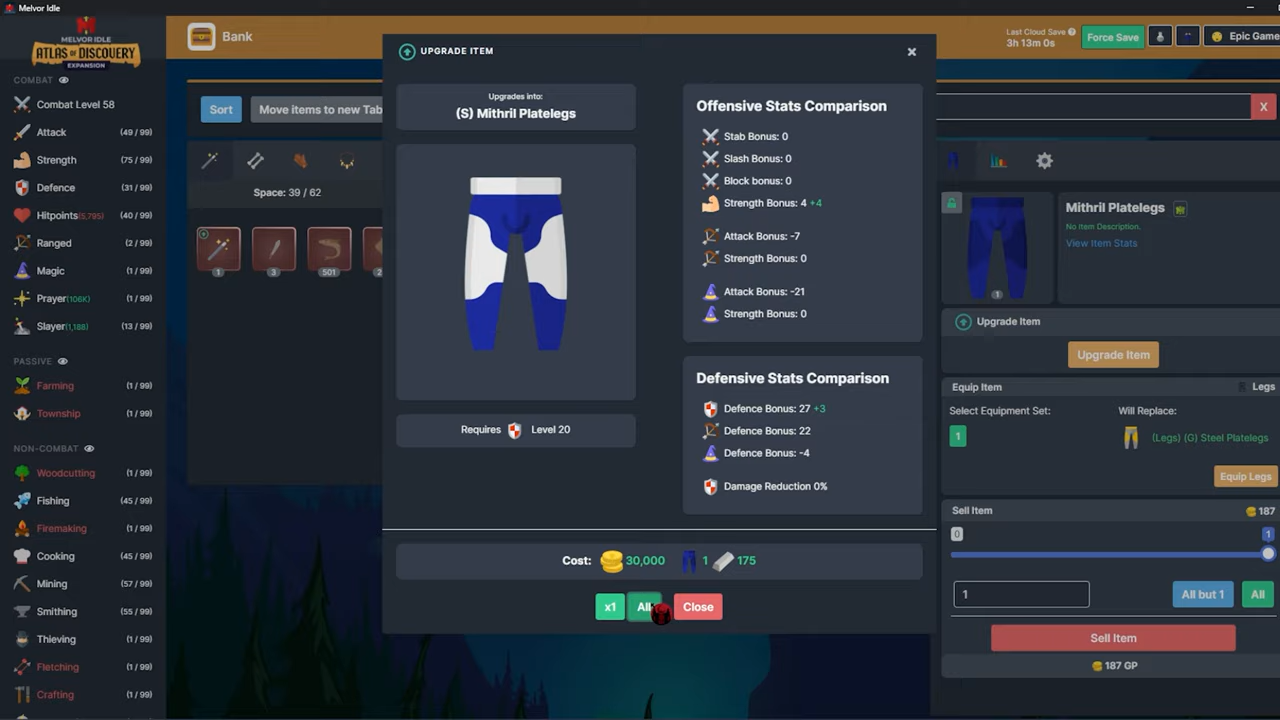 Melvor Idle
MELVOR IDLE
ATLAS OF DISCOVERY
EXPANSION
Bank
Last Cloud Save
3h 13m 0s
Force Save
Epic Game
COMBAT
Combat Level 58
Attack (49 / 99)
Strength (75 / 99)
Defence (31 / 99)
Hitpoints(5,795) (40 / 99)
Ranged (2 / 99)
Magic (1 / 99)
Prayer(106K) (1 / 99)
Slayer(1,188) (13 / 99)
PASSIVE
Farming (1 / 99)
Township (1 / 99)
NON-COMBAT
Woodcutting (1 / 99)
Fishing (45 / 99)
Firemaking (1 / 99)
Cooking (45 / 99)
Mining (57 / 99)
Smithing (55 / 99)
Thieving (1 / 99)
Fletching (1 / 99)
Crafting (1 / 99)
Sort
Move items to new Tab
Space: 39 / 62
1
3
501
UPGRADE ITEM
Upgrades into:
(S) Mithril Platelegs
Requires Level 20
Offensive Stats Comparison
Stab Bonus: 0
Slash Bonus: 0
Block bonus: 0
Strength Bonus: 4 +4
Attack Bonus: -7
Strength Bonus: 0
Attack Bonus: -21
Strength Bonus: 0
Defensive Stats Comparison
Defence Bonus: 27 +3
Defence Bonus: 22
Defence Bonus: -4
Damage Reduction 0%
Cost: 30,000 1 175
x1
All
Close
X
1
Mithril Platelegs
No Item Description.
View Item Stats
Upgrade Item
Upgrade Item
Equip Item
Legs
Select Equipment Set:
1
Will Replace:
(Legs) (G) Steel Platelegs
Equip Legs
Sell Item
187
0
1
1
All but 1
All
Sell Item
187 GP